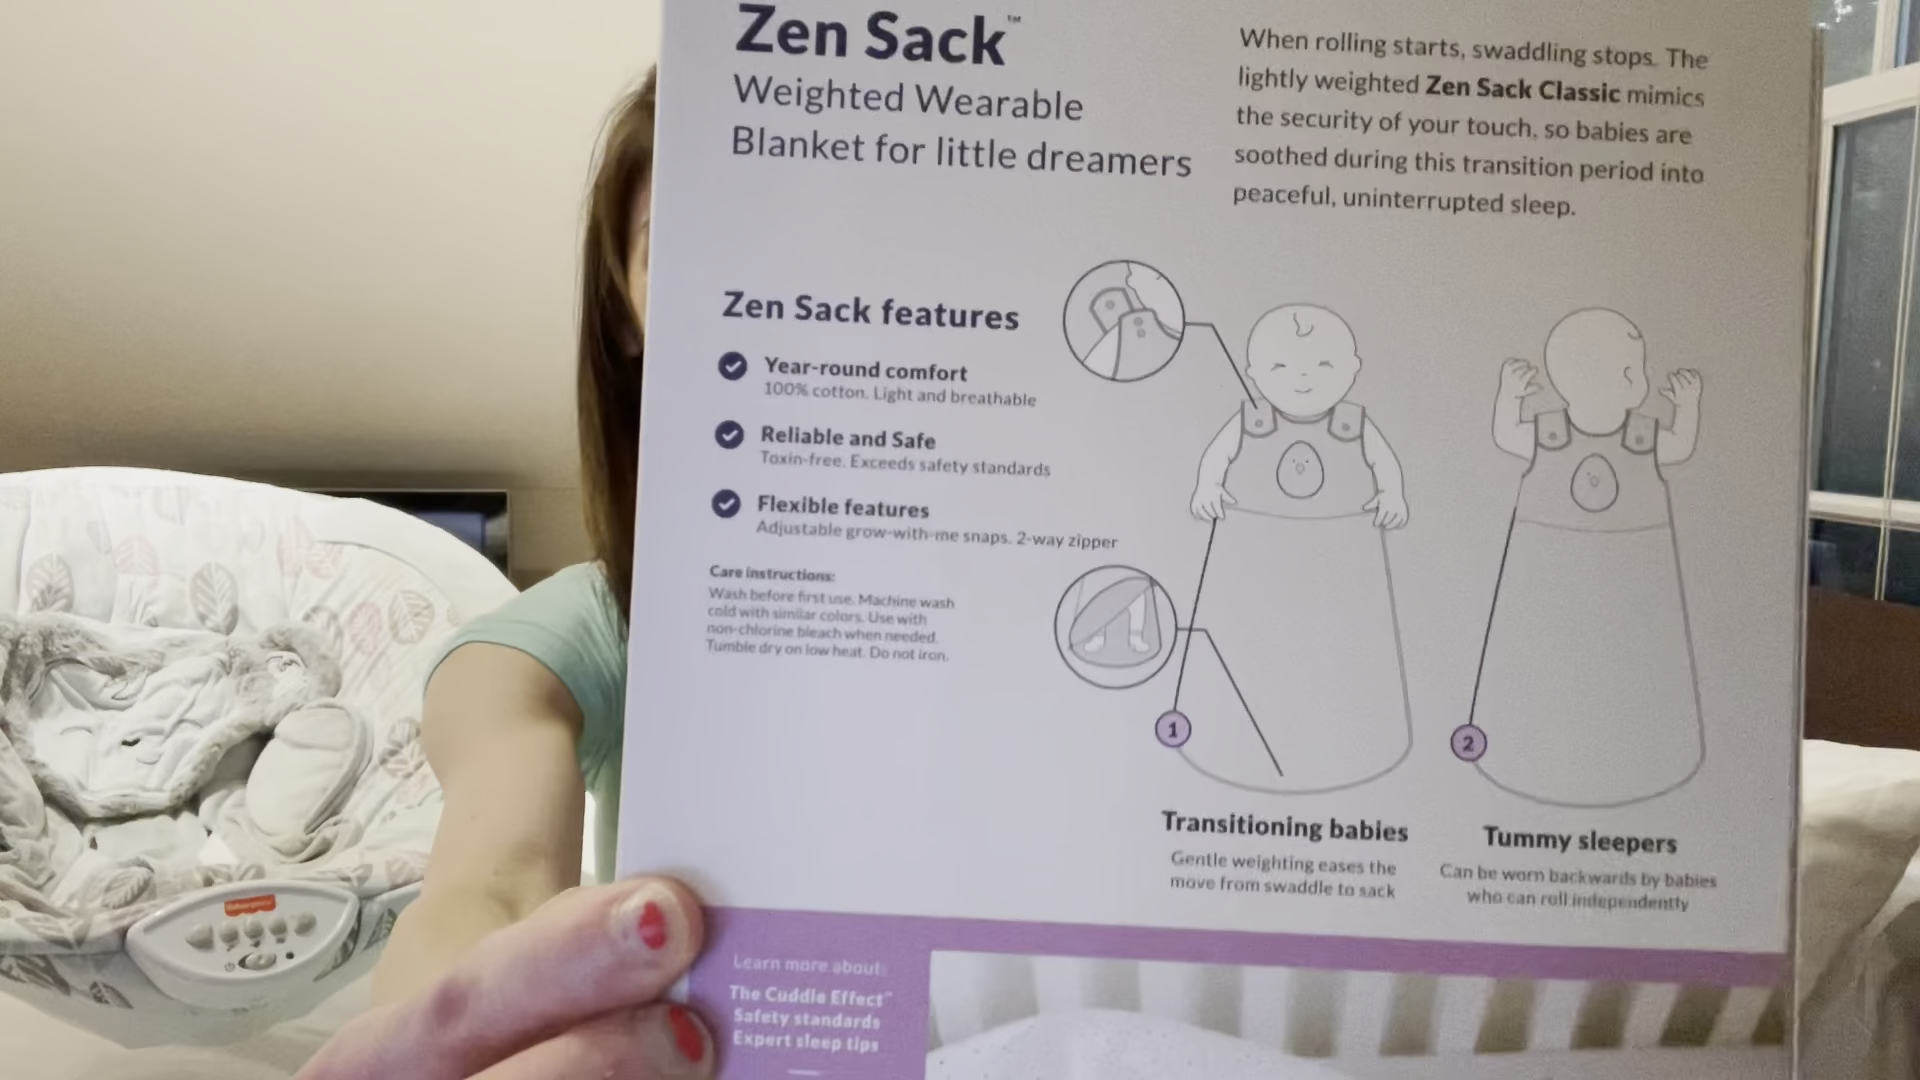 Zen Sack™
Weighted Wearable
Blanket for little dreamers
When rolling starts, swaddling stops. The
lightly weighted Zen Sack Classic mimics
the security of your touch, so babies are
soothed during this transition period into
peaceful, uninterrupted sleep.
Zen Sack features
Year-round comfort
100% cotton. Light and breathable
Reliable and Safe
Toxin-free. Exceeds safety standards
Flexible features
Adjustable grow-with-me snaps. 2-way zipper
Care instructions:
Wash before first use. Machine wash
cold with similar colors. Use with
non-chlorine bleach when needed.
Tumble dry on low heat. Do not iron.
1
2
Transitioning babies
Gentle weighting eases the
move from swaddle to sack
Tummy sleepers
Can be worn backwards by babies
who can roll independently
Learn more about:
The Cuddle Effect™
Safety standards
Expert sleep tips